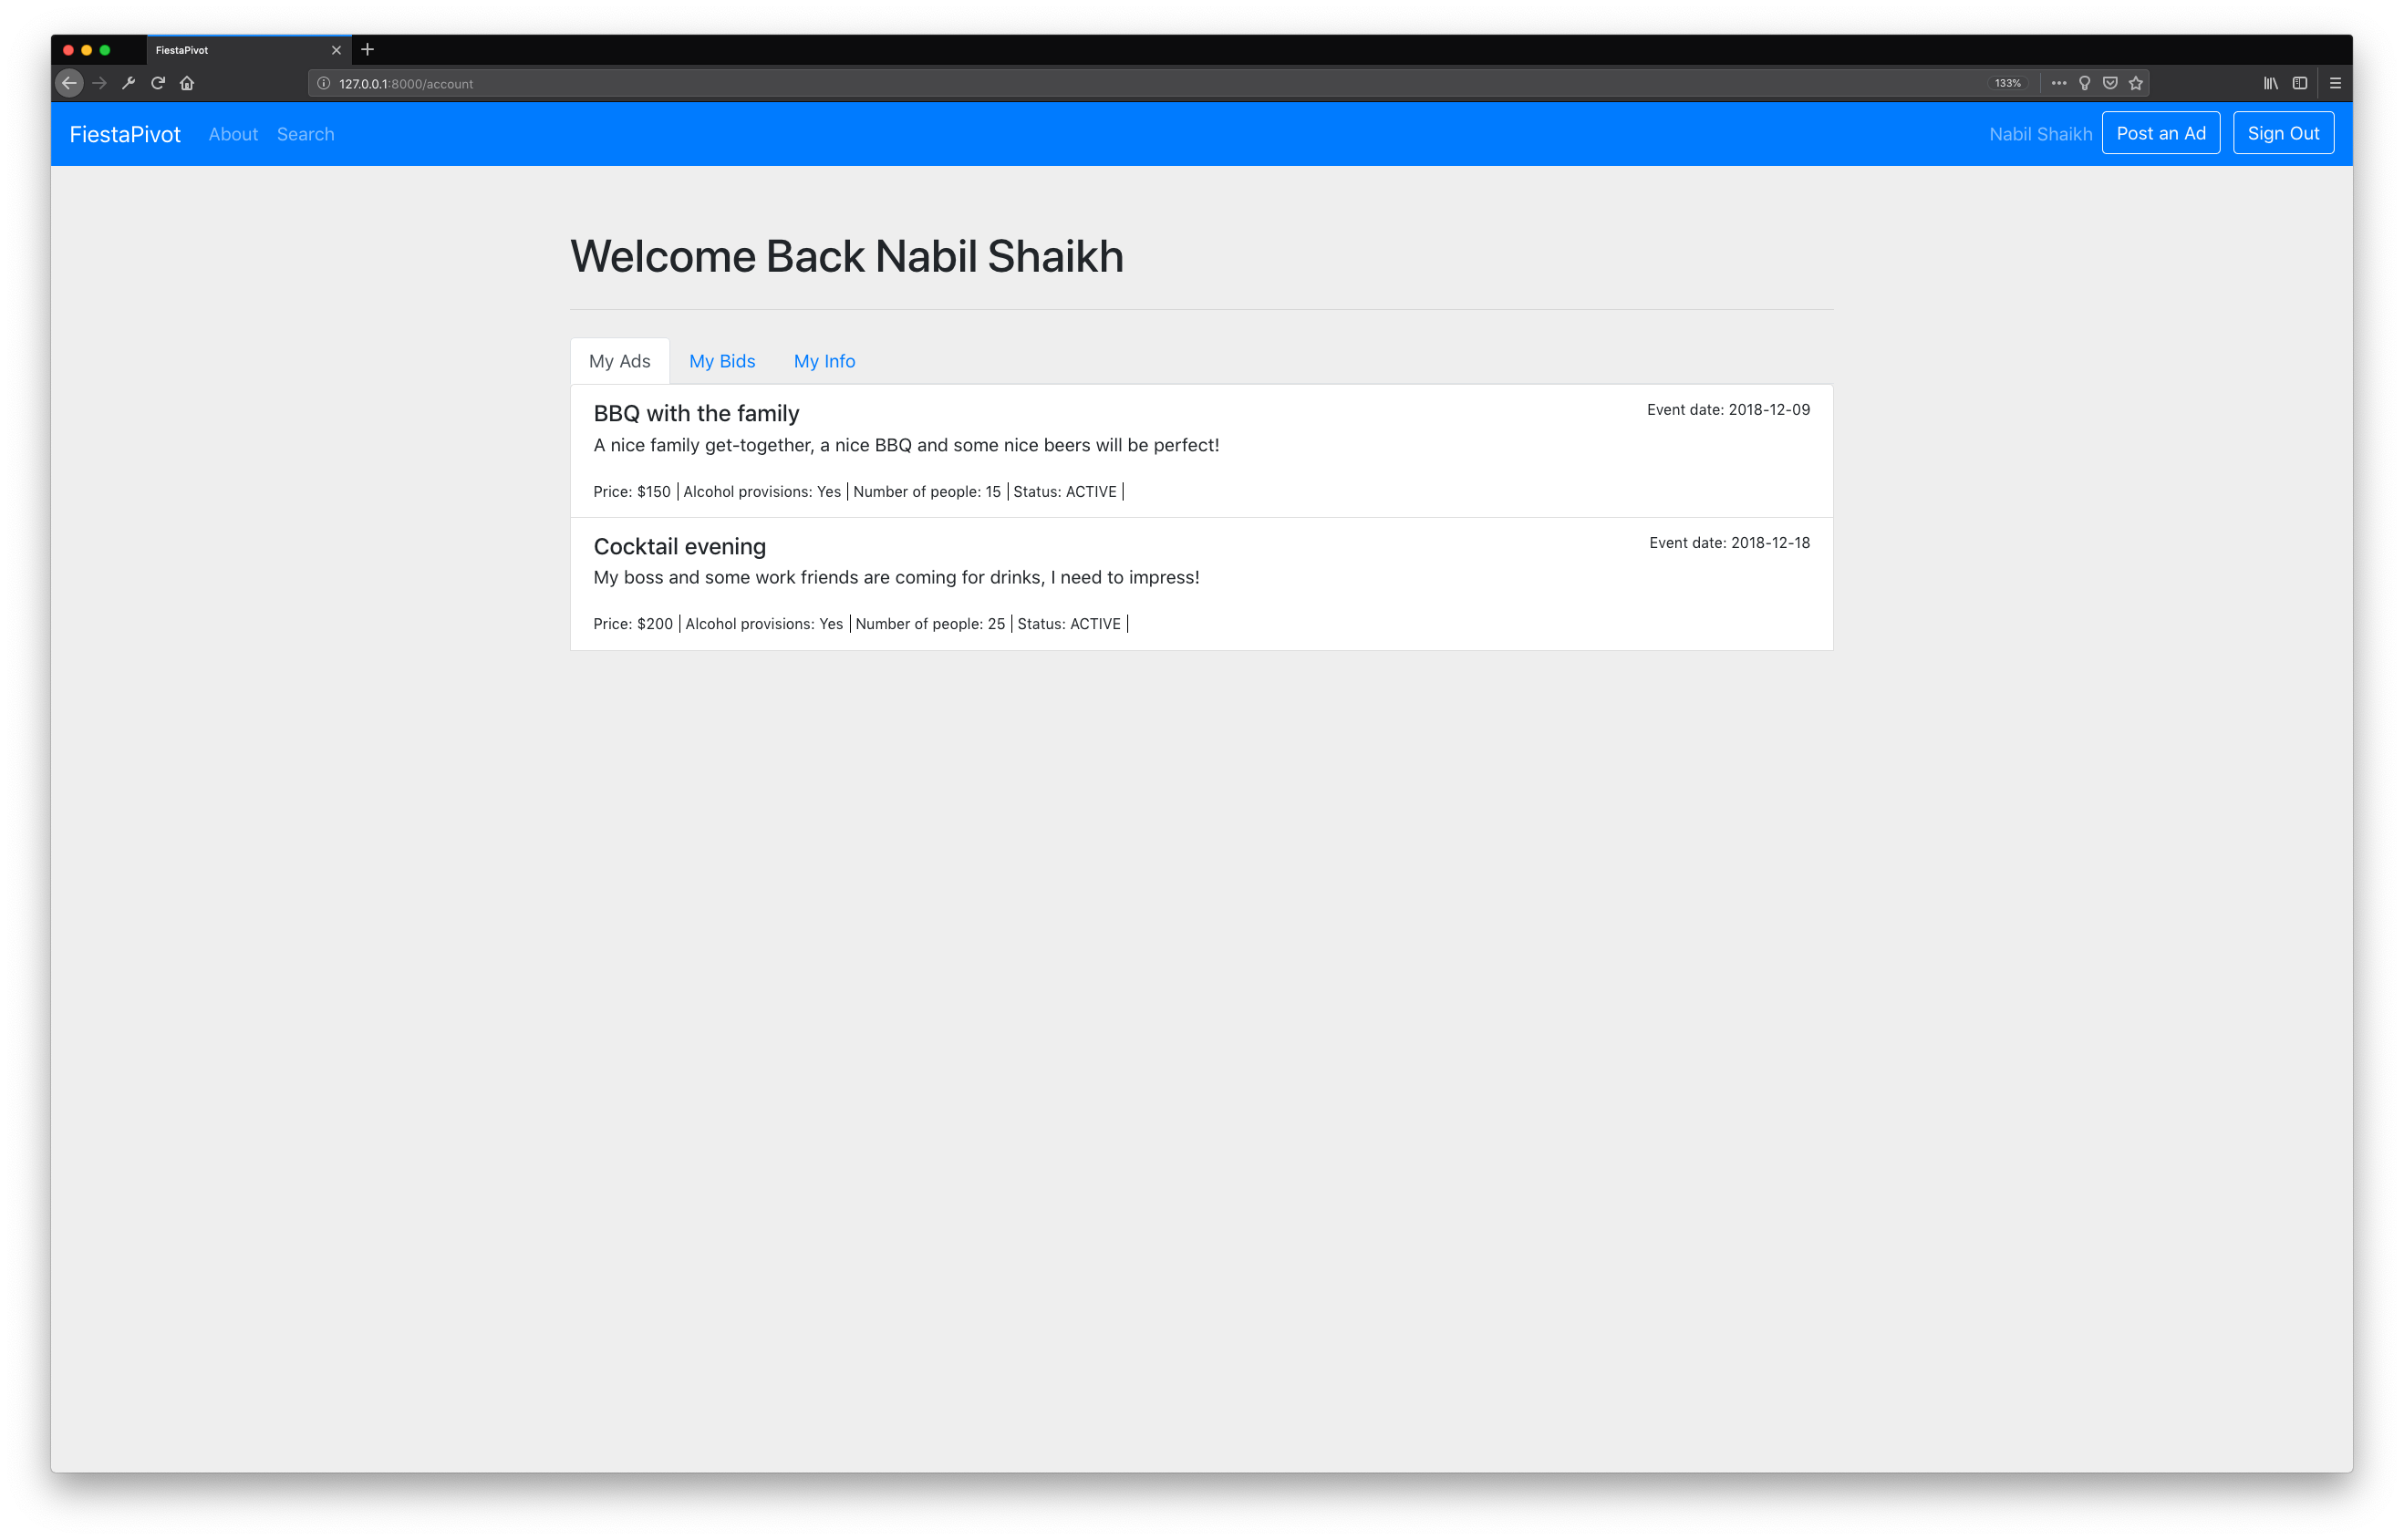 FiestaPivot
127.0.0.1:8000/account
133%
FiestaPivot About Search Nabil Shaikh Post an Ad Sign Out
Welcome Back Nabil Shaikh
My Ads My Bids My Info
BBQ with the family Event date: 2018-12-09
A nice family get-together, a nice BBQ and some nice beers will be perfect!
Price: $150 | Alcohol provisions: Yes | Number of people: 15 | Status: ACTIVE |
Cocktail evening Event date: 2018-12-18
My boss and some work friends are coming for drinks, I need to impress!
Price: $200 | Alcohol provisions: Yes | Number of people: 25 | Status: ACTIVE |